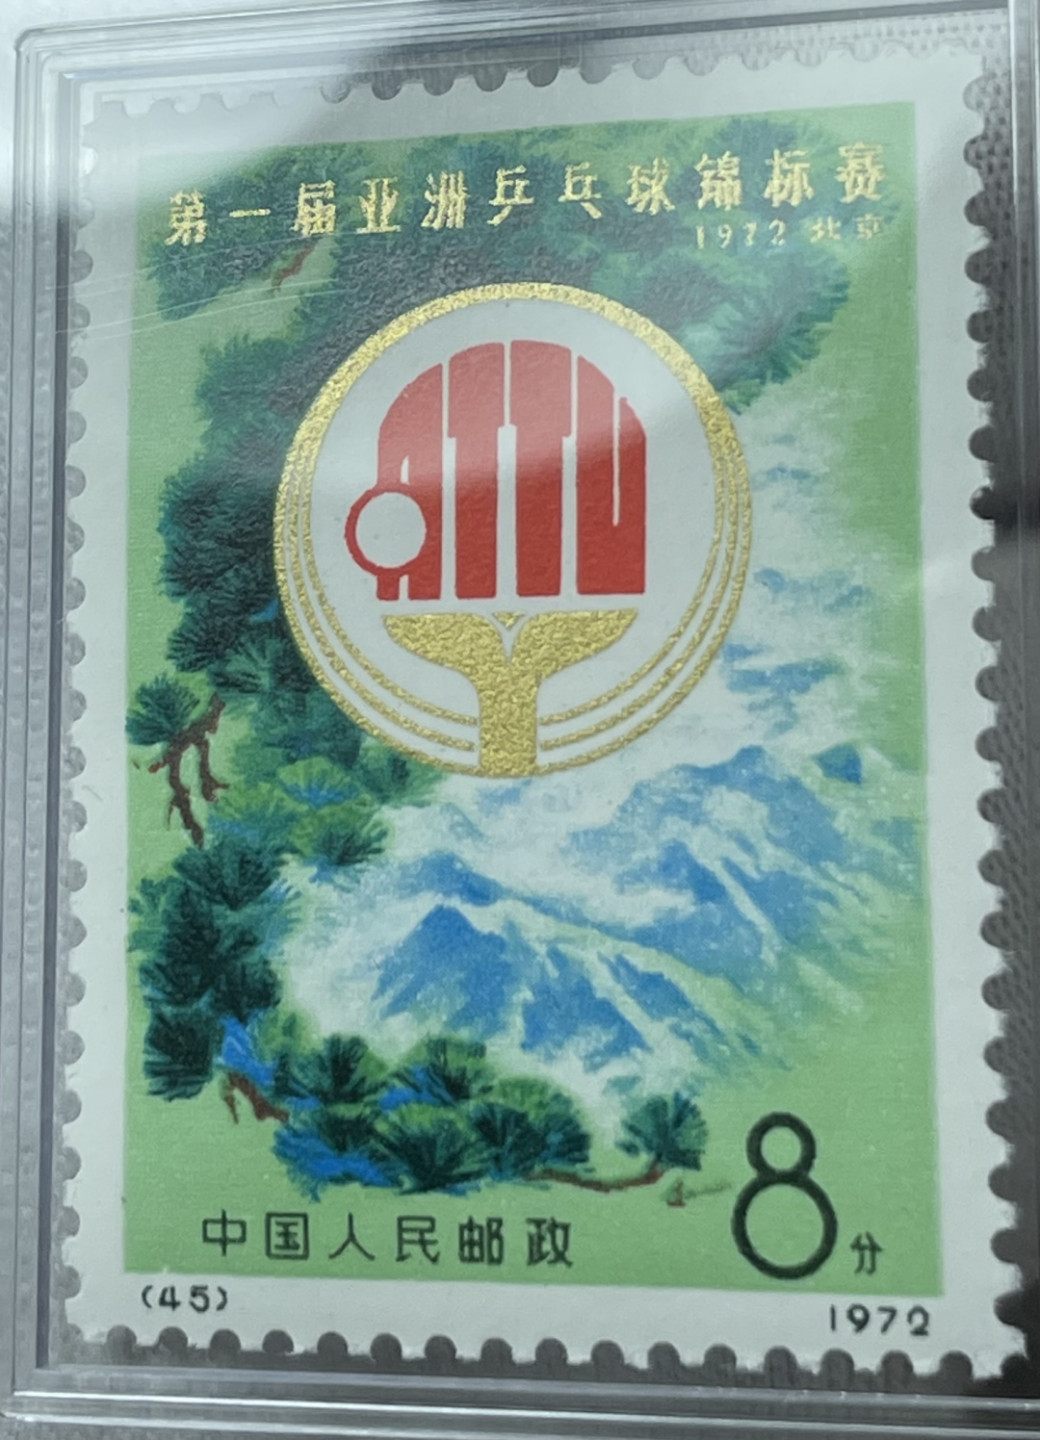 第一届亚洲乒乓球锦标赛
1972 北京
ATTU
中国人民邮政
8分
(45)
1972